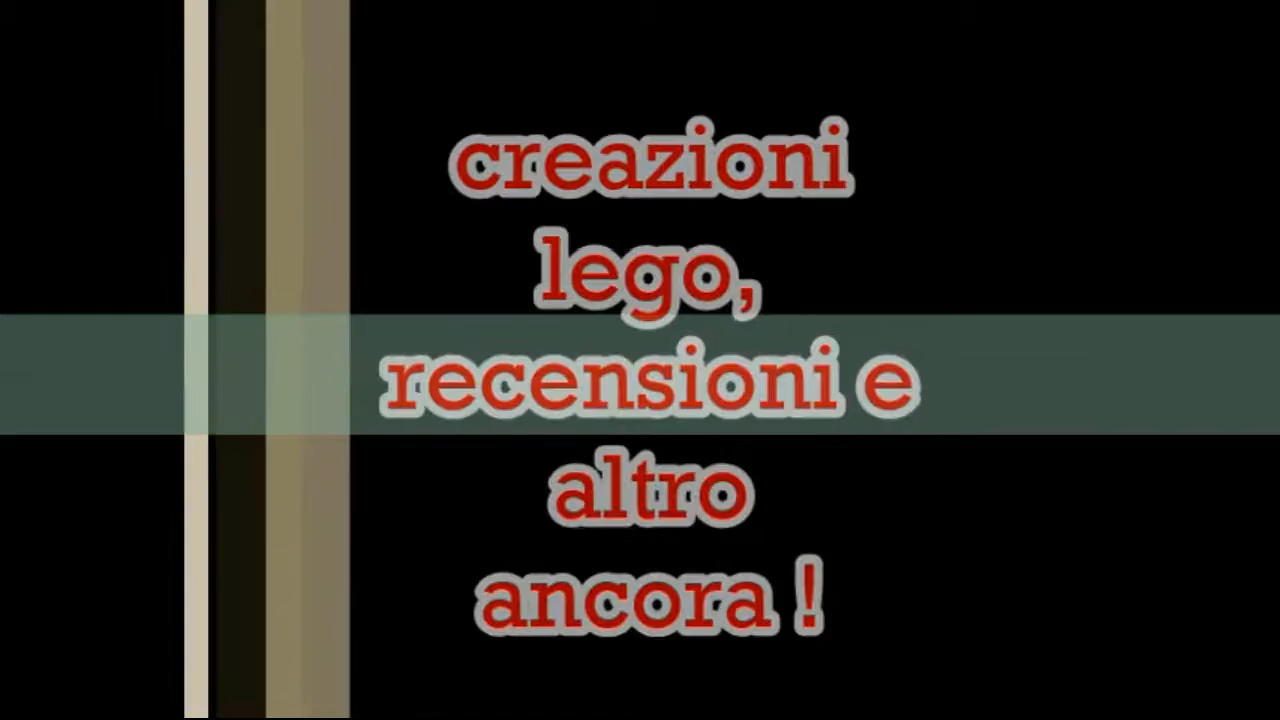 creazioni
lego,
recensioni e
altro
ancora !